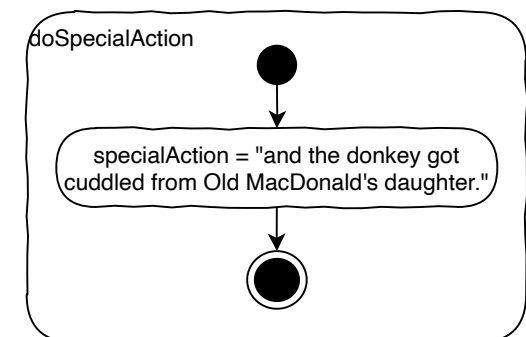 doSpecialAction
specialAction = "and the donkey got
cuddled from Old MacDonald's daughter."